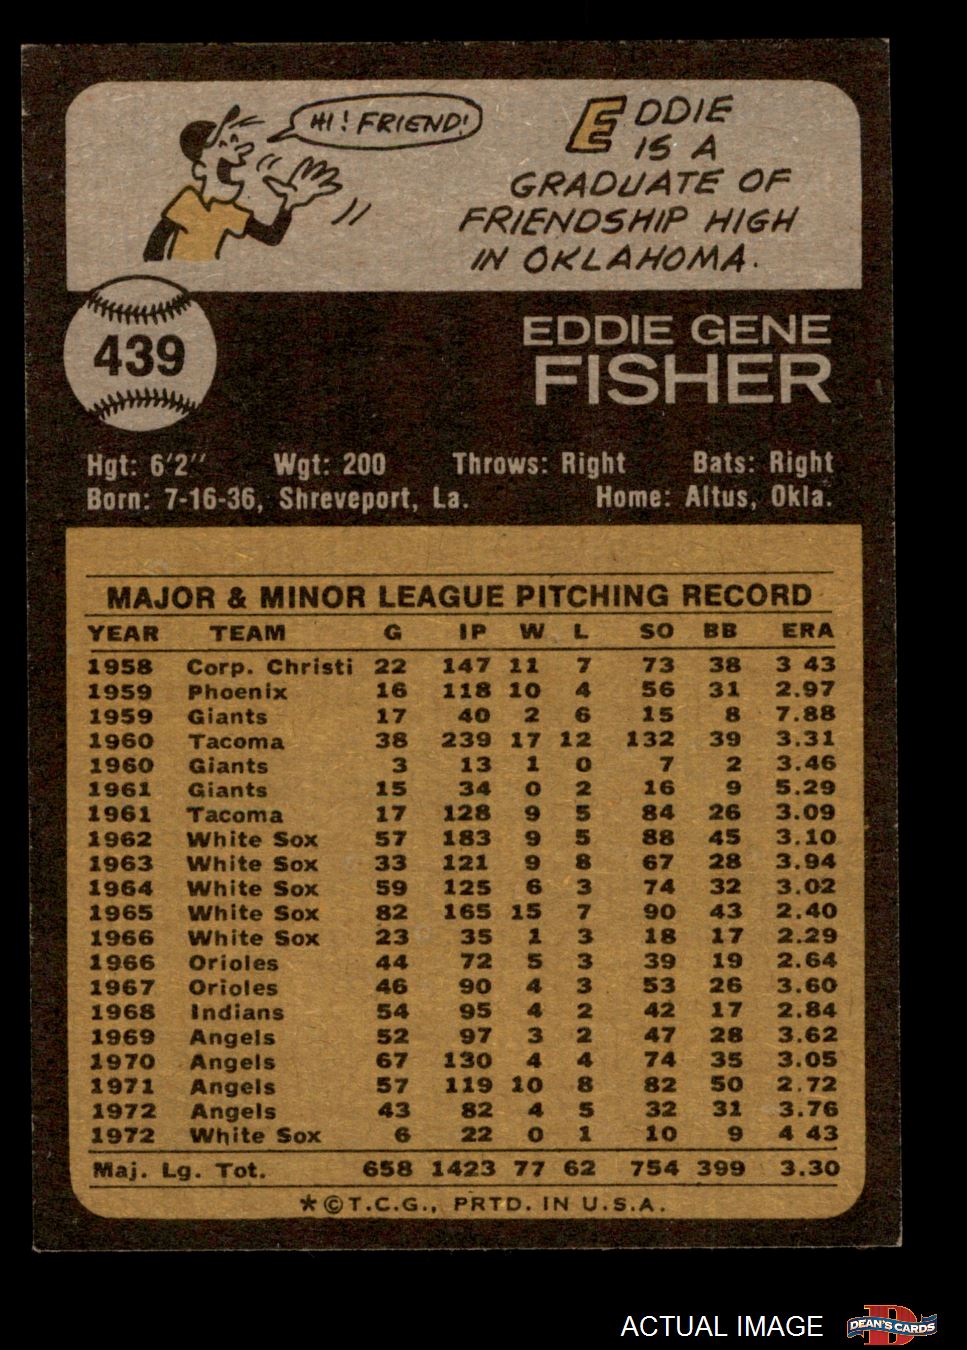 HI! FRIEND!
EDDIE
IS A
GRADUATE OF
FRIENDSHIP HIGH
IN OKLAHOMA.
439
EDDIE GENE
FISHER
Hgt: 6'2'' Wgt: 200 Throws: Right Bats: Right
Born: 7-16-36, Shreveport, La. Home: Altus, Okla.
MAJOR & MINOR LEAGUE PITCHING RECORD
YEAR TEAM G IP W L SO BB ERA
1958 Corp. Christi 22 147 11 7 73 38 3 43
1959 Phoenix 16 118 10 4 56 31 2.97
1959 Giants 17 40 2 6 15 8 7.88
1960 Tacoma 38 239 17 12 132 39 3.31
1960 Giants 3 13 1 0 7 2 3.46
1961 Giants 15 34 0 2 16 9 5.29
1961 Tacoma 17 128 9 5 84 26 3.09
1962 White Sox 57 183 9 5 88 45 3.10
1963 White Sox 33 121 9 8 67 28 3.94
1964 White Sox 59 125 6 3 74 32 3.02
1965 White Sox 82 165 15 7 90 43 2.40
1966 White Sox 23 35 1 3 18 17 2.29
1966 Orioles 44 72 5 3 39 19 2.64
1967 Orioles 46 90 4 3 53 26 3.60
1968 Indians 54 95 4 2 42 17 2.84
1969 Angels 52 97 3 2 47 28 3.62
1970 Angels 67 130 4 4 74 35 3.05
1971 Angels 57 119 10 8 82 50 2.72
1972 Angels 43 82 4 5 32 31 3.76
1972 White Sox 6 22 0 1 10 9 4 43
Maj. Lg. Tot. 658 1423 77 62 754 399 3.30
*©T.C.G., PRTD. IN U.S.A.
ACTUAL IMAGE
DEAN'S CARDS